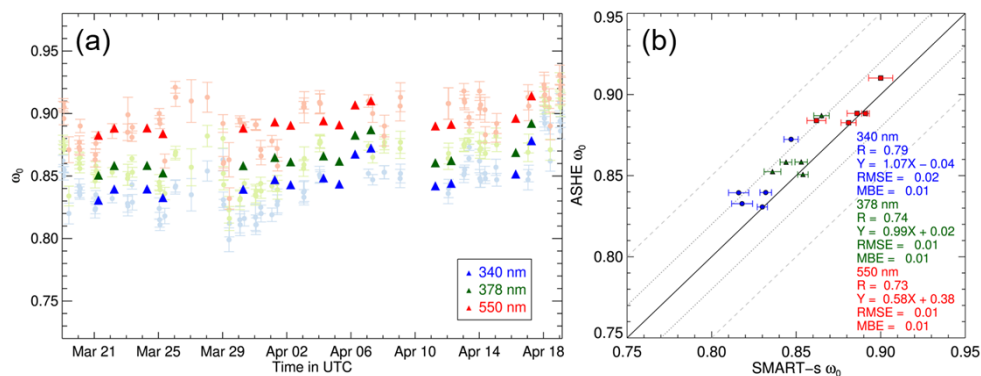 (a)
0.95
0.90
0.85
0.80
0.75
ω0
340 nm
378 nm
550 nm
Mar 21 Mar 25 Mar 29 Apr 02 Apr 06 Apr 10 Apr 14 Apr 18
Time in UTC
(b)
0.95
0.90
0.85
0.80
0.75
ASHE ω0
340 nm
R = 0.79
Y = 1.07X − 0.04
RMSE = 0.02
MBE = 0.01
378 nm
R = 0.74
Y = 0.99X + 0.02
RMSE = 0.01
MBE = 0.01
550 nm
R = 0.73
Y = 0.58X + 0.38
RMSE = 0.01
MBE = 0.01
0.75 0.80 0.85 0.90 0.95
SMART−s ω0